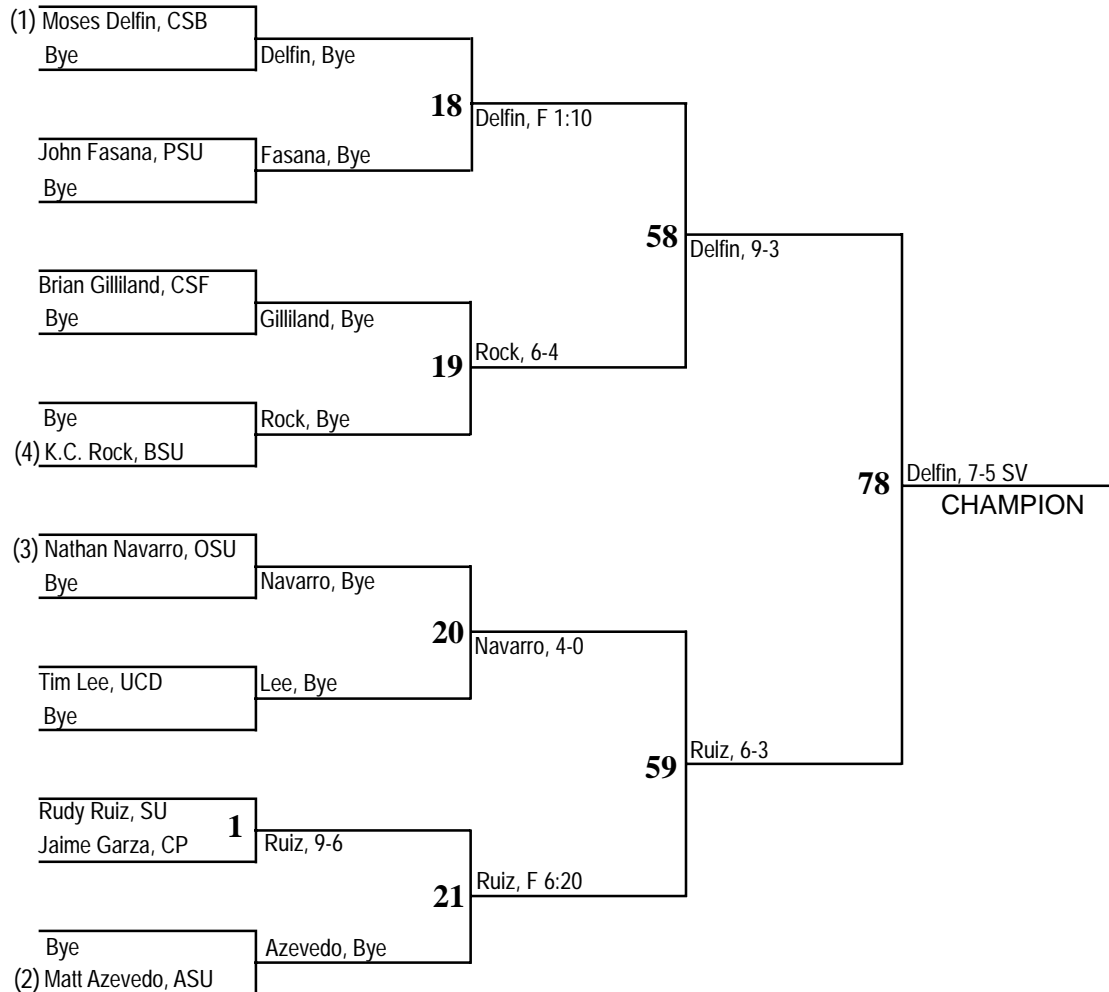 (1) Moses Delfin, CSB
Bye
Delfin, Bye
18
Delfin, F 1:10
John Fasana, PSU
Bye
Fasana, Bye
58
Delfin, 9-3
Brian Gilliland, CSF
Bye
Gilliland, Bye
19
Rock, 6-4
Bye
(4) K.C. Rock, BSU
Rock, Bye
78
Delfin, 7-5 SV
CHAMPION
(3) Nathan Navarro, OSU
Bye
Navarro, Bye
20
Navarro, 4-0
Tim Lee, UCD
Bye
Lee, Bye
59
Ruiz, 6-3
Rudy Ruiz, SU
Jaime Garza, CP
1
Ruiz, 9-6
21
Ruiz, F 6:20
Bye
(2) Matt Azevedo, ASU
Azevedo, Bye